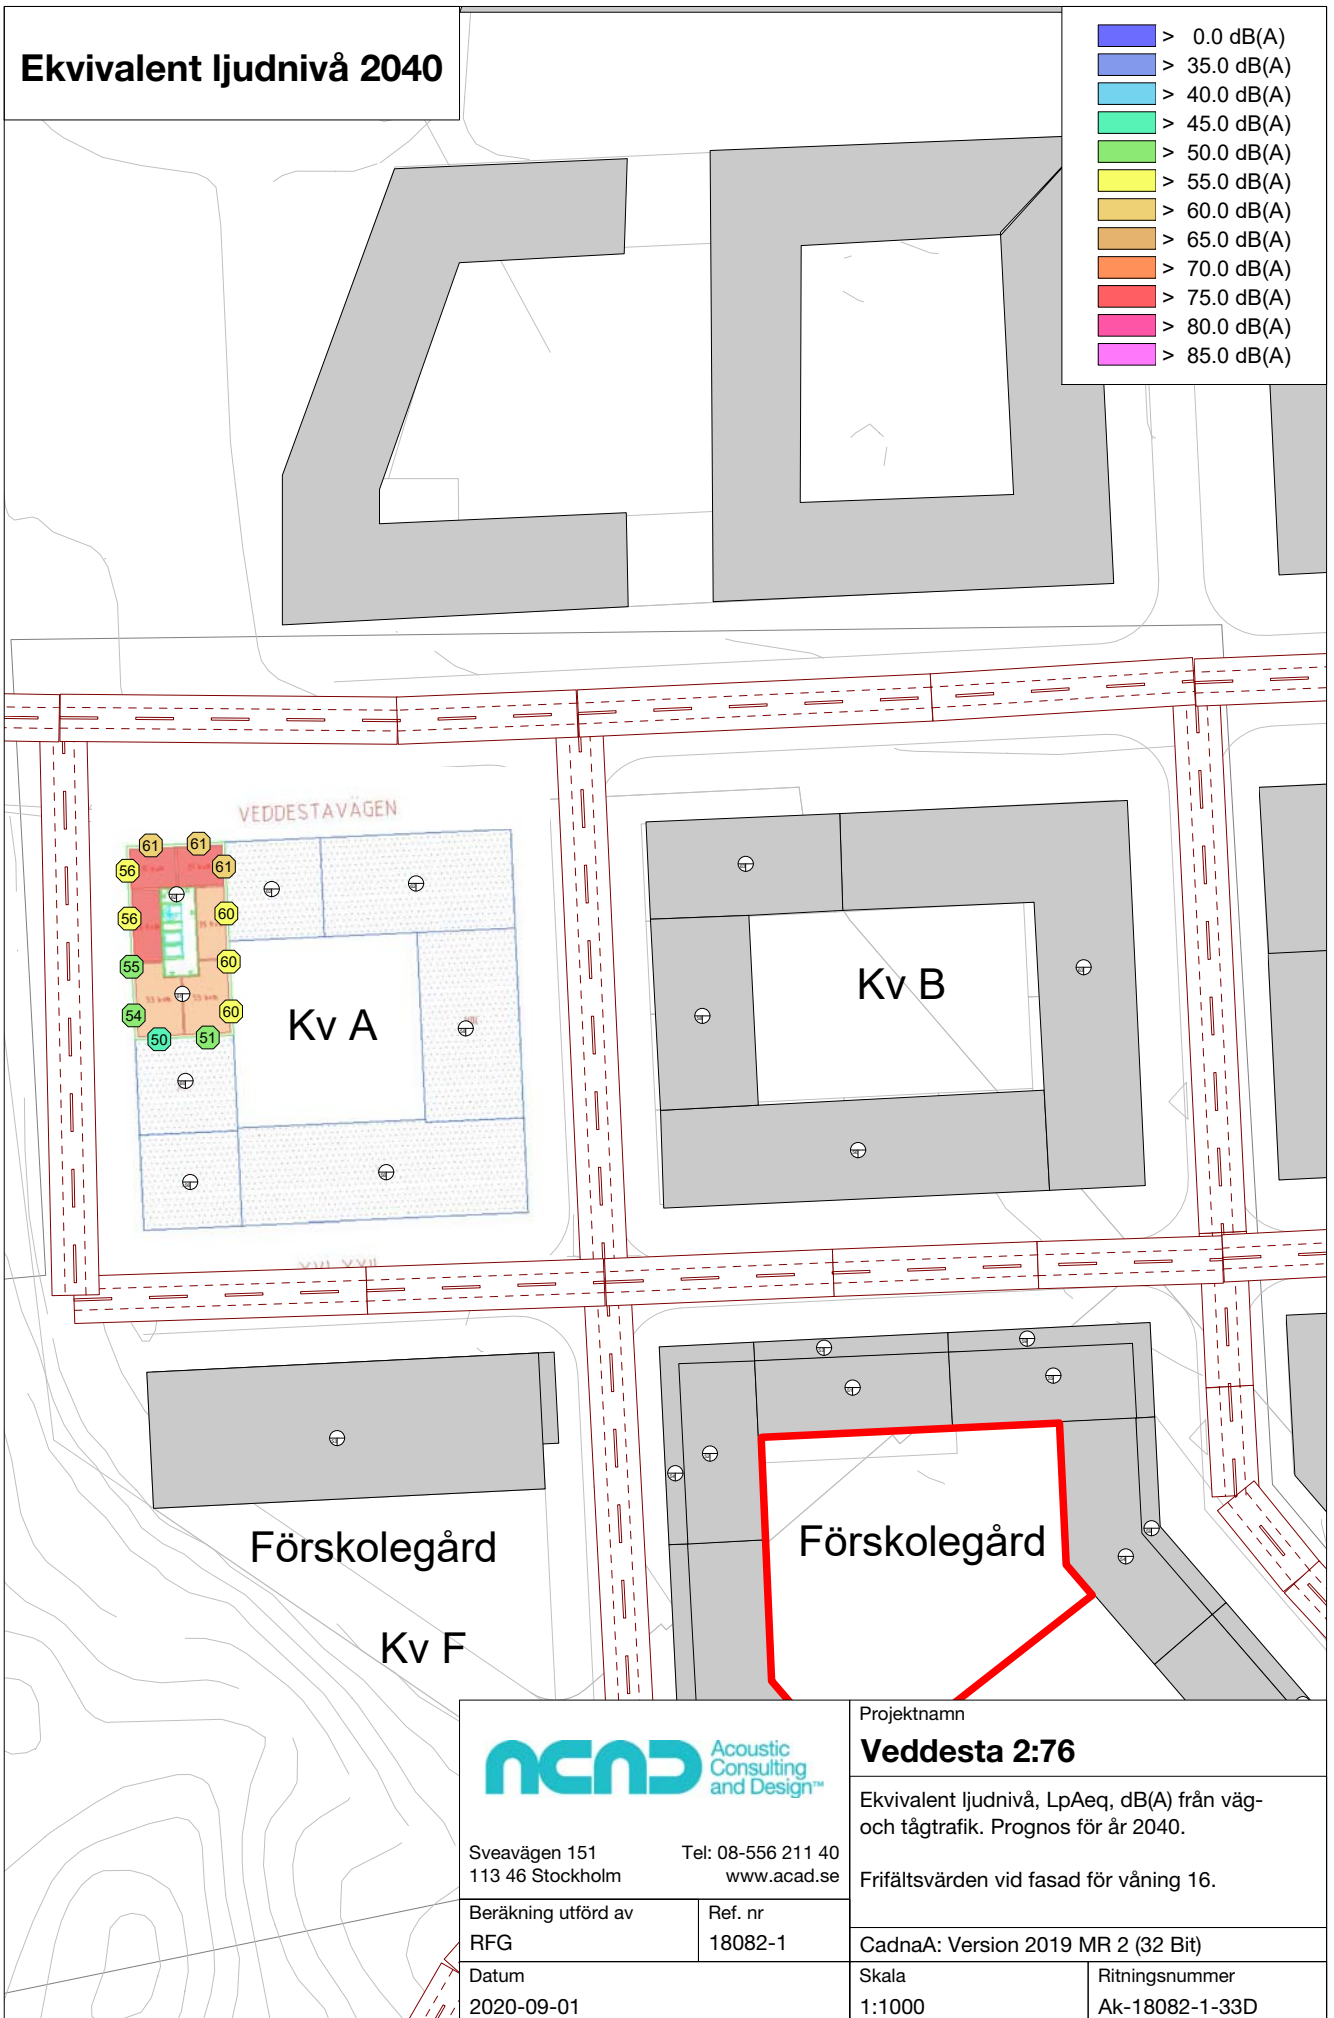 Ekvivalent ljudnivå 2040
> 0.0 dB(A)
> 35.0 dB(A)
> 40.0 dB(A)
> 45.0 dB(A)
> 50.0 dB(A)
> 55.0 dB(A)
> 60.0 dB(A)
> 65.0 dB(A)
> 70.0 dB(A)
> 75.0 dB(A)
> 80.0 dB(A)
> 85.0 dB(A)
VEDDESTAVÄGEN
61
61
56
61
56
60
55
60
54
60
50
51
Kv A
Kv B
Förskolegård
Förskolegård
Kv F
ACAD
Acoustic
Consulting
and Design™
Sveavägen 151
113 46 Stockholm
Tel: 08-556 211 40
www.acad.se
Beräkning utförd av
RFG
Ref. nr
18082-1
Datum
2020-09-01
Projektnamn
Veddesta 2:76
Ekvivalent ljudnivå, LpAeq, dB(A) från väg-
och tågtrafik. Prognos för år 2040.
Frifältsvärden vid fasad för våning 16.
CadnaA: Version 2019 MR 2 (32 Bit)
Skala
1:1000
Ritningsnummer
Ak-18082-1-33D